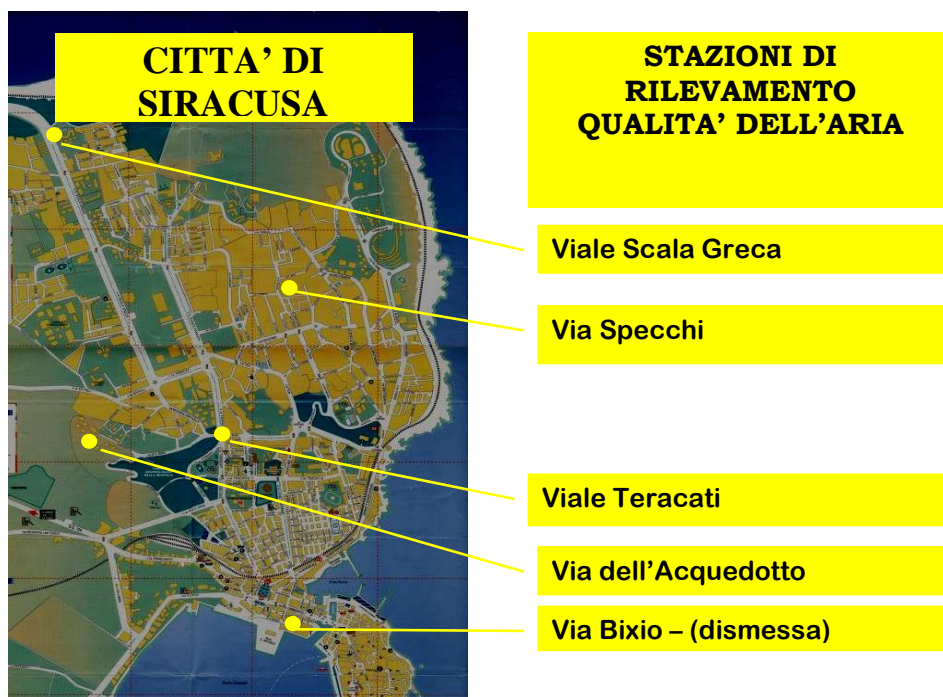 CITTA’ DI
SIRACUSA
STAZIONI DI
RILEVAMENTO
QUALITA’ DELL’ARIA
Viale Scala Greca
Via Specchi
Viale Teracati
Via dell’Acquedotto
Via Bixio – (dismessa)